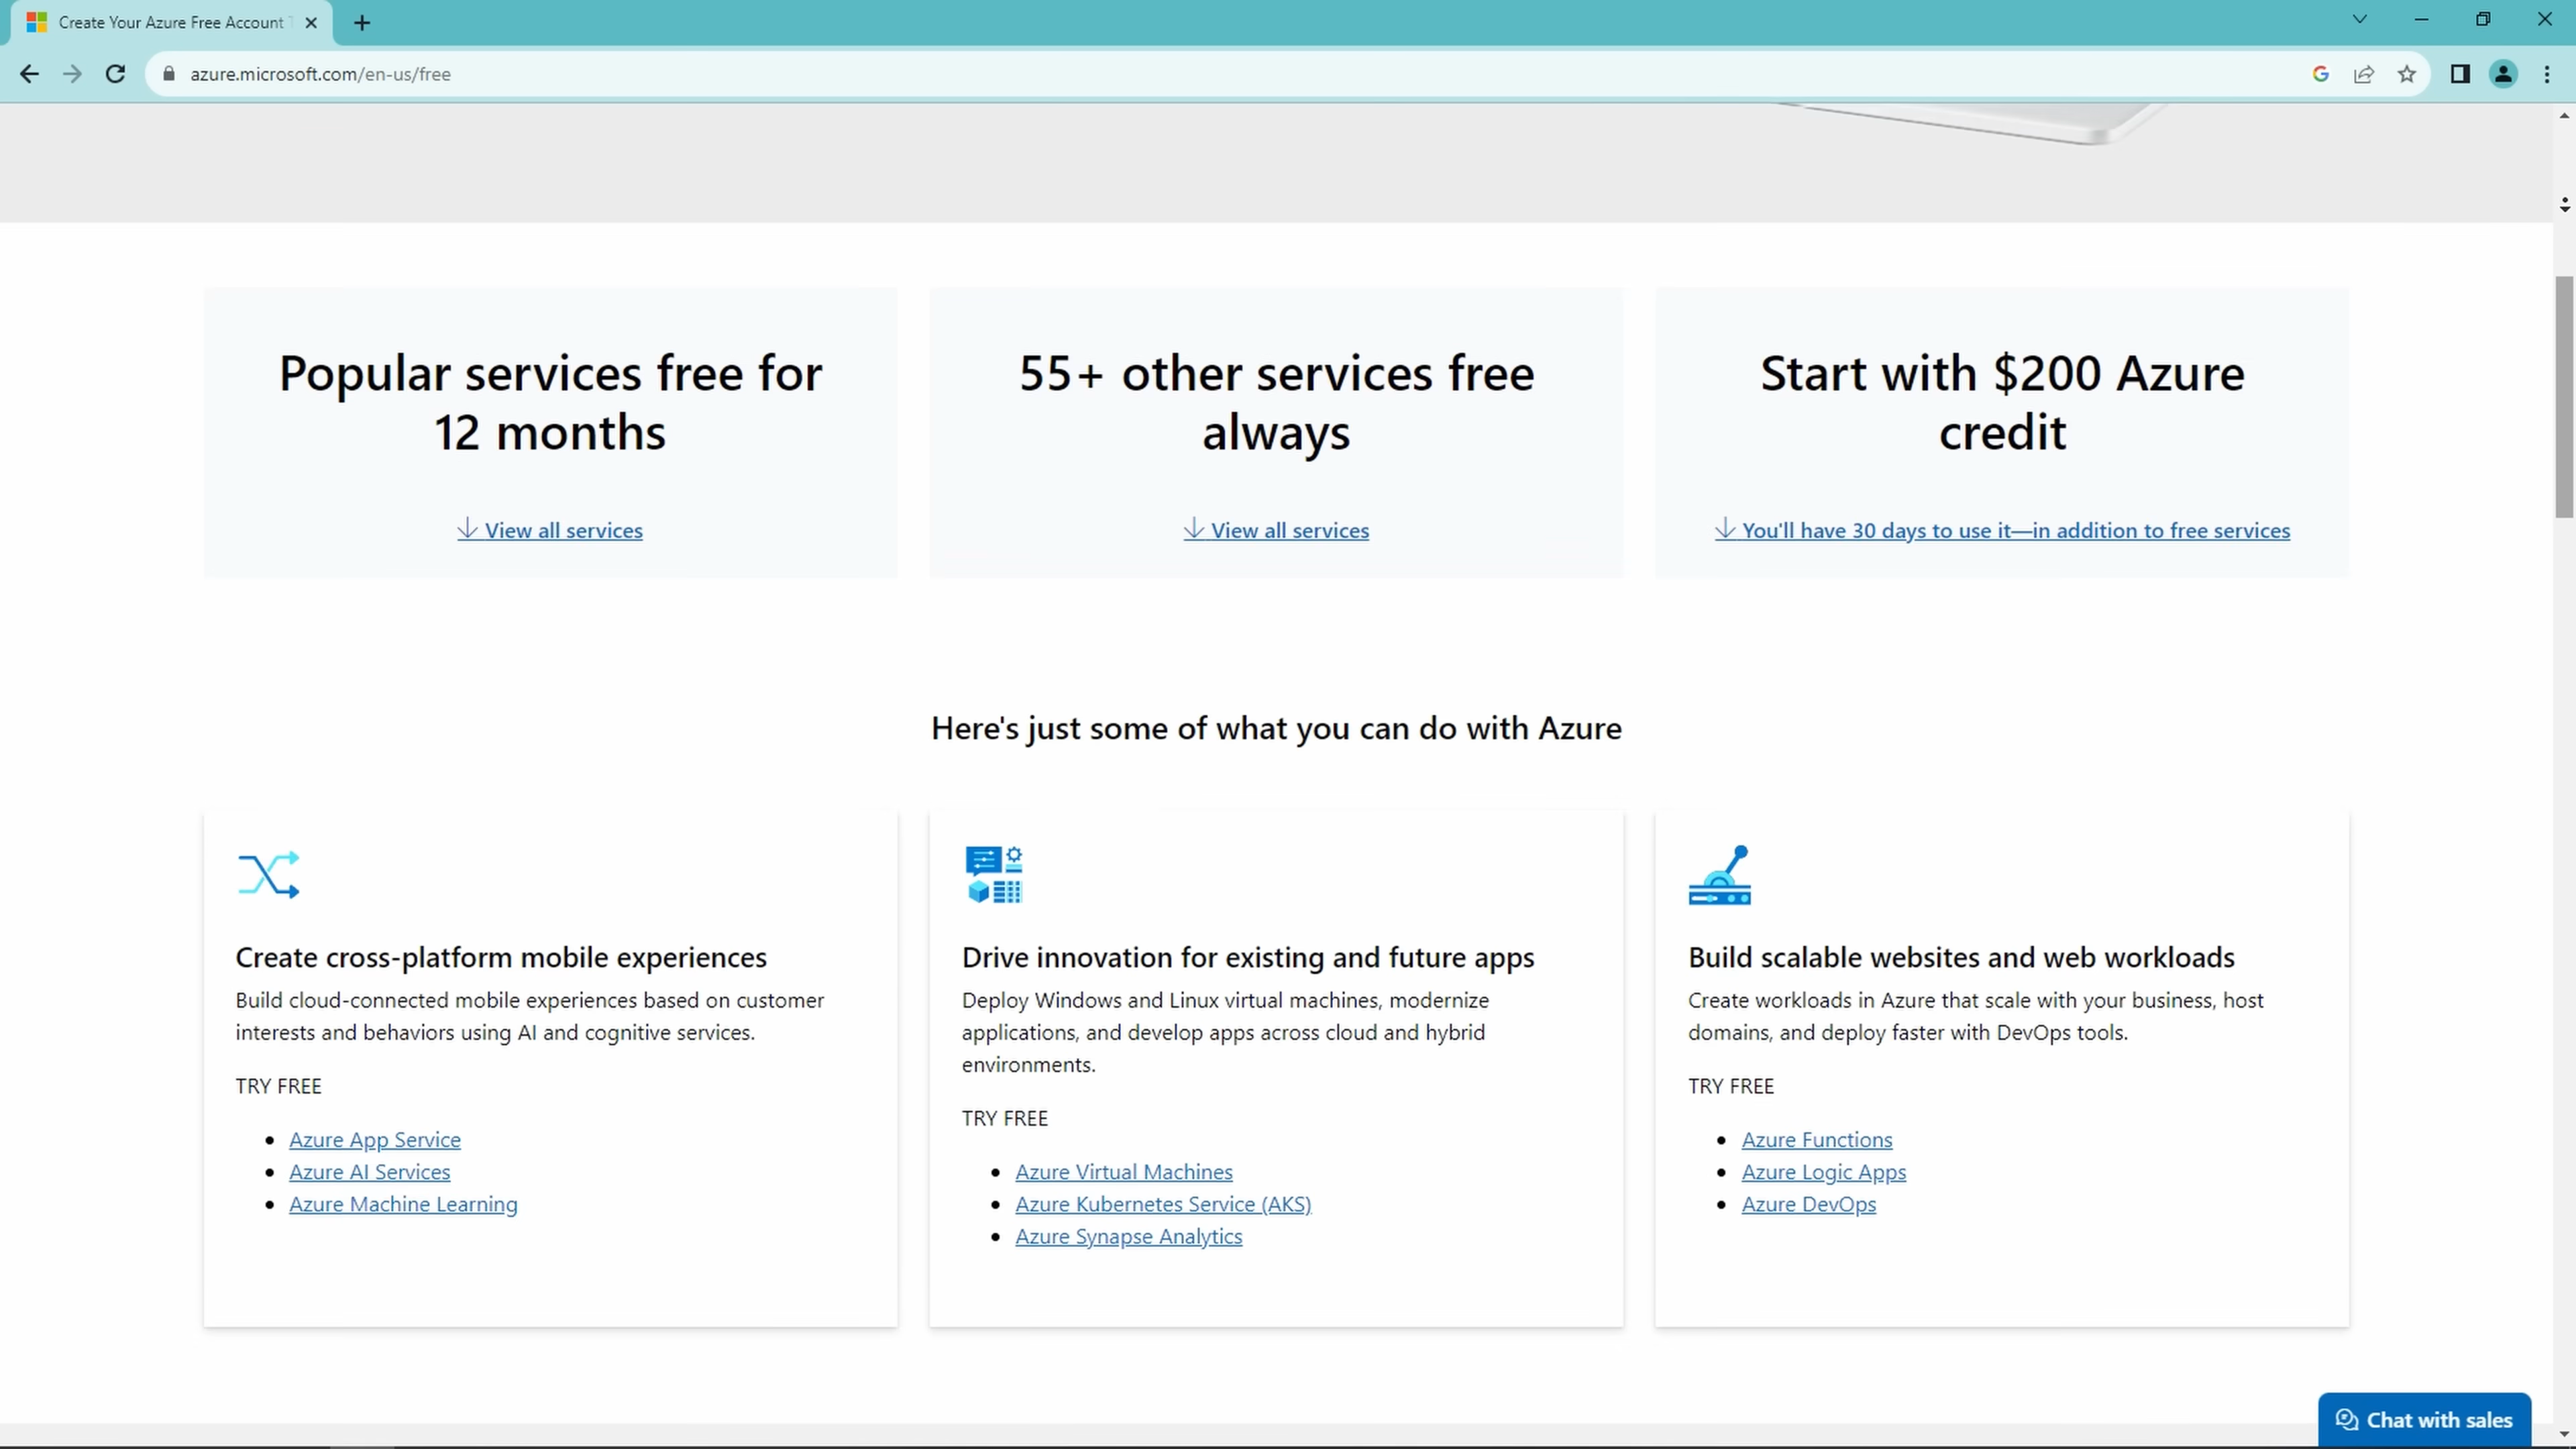 Create Your Azure Free Account
azure.microsoft.com/en-us/free
Popular services free for
12 months
View all services
55+ other services free
always
View all services
Start with $200 Azure
credit
You'll have 30 days to use it—in addition to free services
Here's just some of what you can do with Azure
Create cross-platform mobile experiences
Build cloud-connected mobile experiences based on customer
interests and behaviors using AI and cognitive services.
TRY FREE
Azure App Service
Azure AI Services
Azure Machine Learning
Drive innovation for existing and future apps
Deploy Windows and Linux virtual machines, modernize
applications, and develop apps across cloud and hybrid
environments.
TRY FREE
Azure Virtual Machines
Azure Kubernetes Service (AKS)
Azure Synapse Analytics
Build scalable websites and web workloads
Create workloads in Azure that scale with your business, host
domains, and deploy faster with DevOps tools.
TRY FREE
Azure Functions
Azure Logic Apps
Azure DevOps
Chat with sales